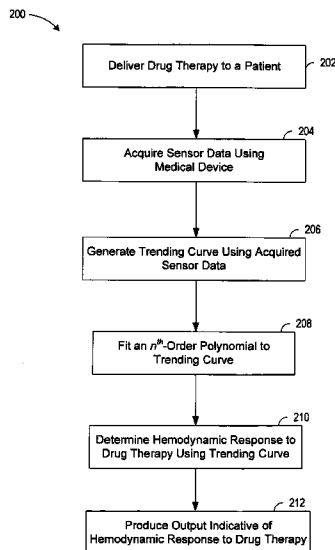 200
Deliver Drug Therapy to a Patient
202
204
Acquire Sensor Data Using
Medical Device
206
Generate Trending Curve Using Acquired
Sensor Data
208
Fit an nth-Order Polynomial to
Trending Curve
210
Determine Hemodynamic Response to
Drug Therapy Using Trending Curve
212
Produce Output Indicative of
Hemodynamic Response to Drug Therapy